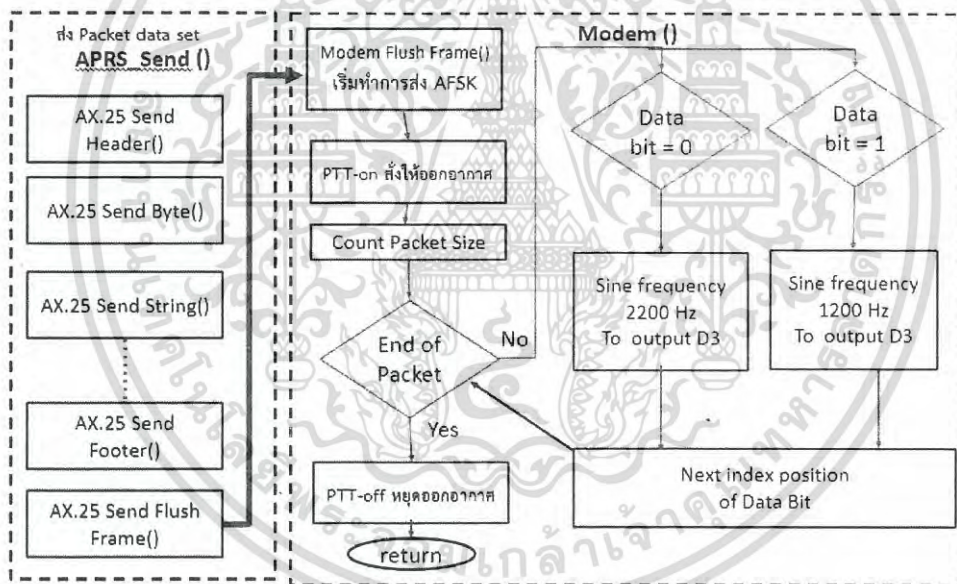 ส่ง Packet data set
APRS_Send ()
AX.25 Send
Header()
AX.25 Send Byte()
AX.25 Send String()
AX.25 Send
Footer()
AX.25 Send Flush
Frame()
Modem ()
Modem Flush Frame()
เริ่มทำการส่ง AFSK
PTT-on สั่งให้ออกอากาศ
Count Packet Size
End of
Packet
No
Yes
PTT-off หยุดออกอากาศ
return
Data
bit = 0
Data
bit = 1
Sine frequency
2200 Hz
To output D3
Sine frequency
1200 Hz
To output D3
Next index position
of Data Bit